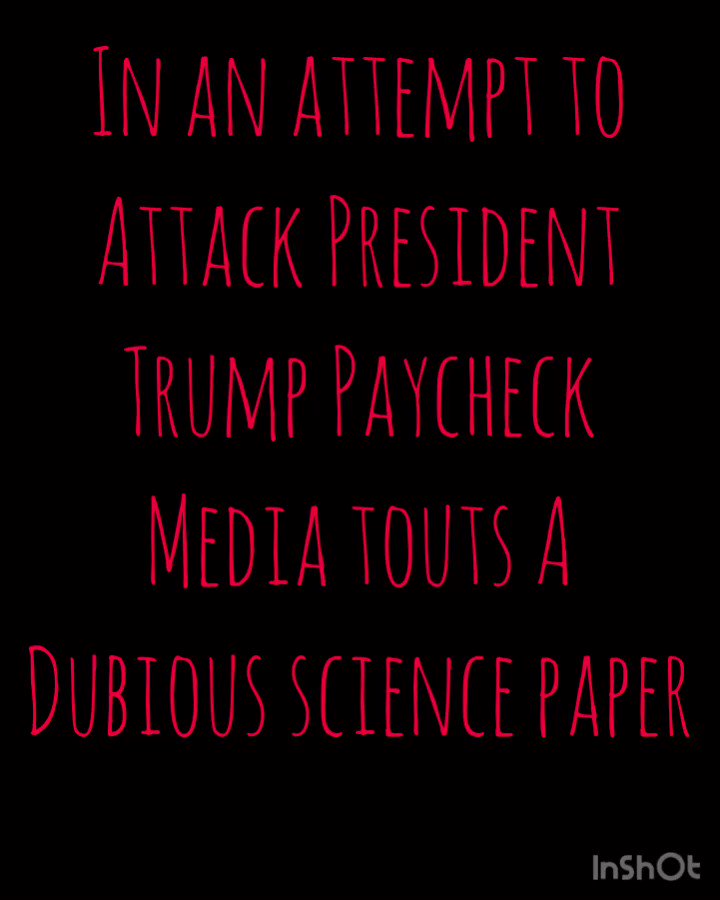 In an attempt to
Attack President
Trump Paycheck
Media touts A
Dubious science paper
InShOt